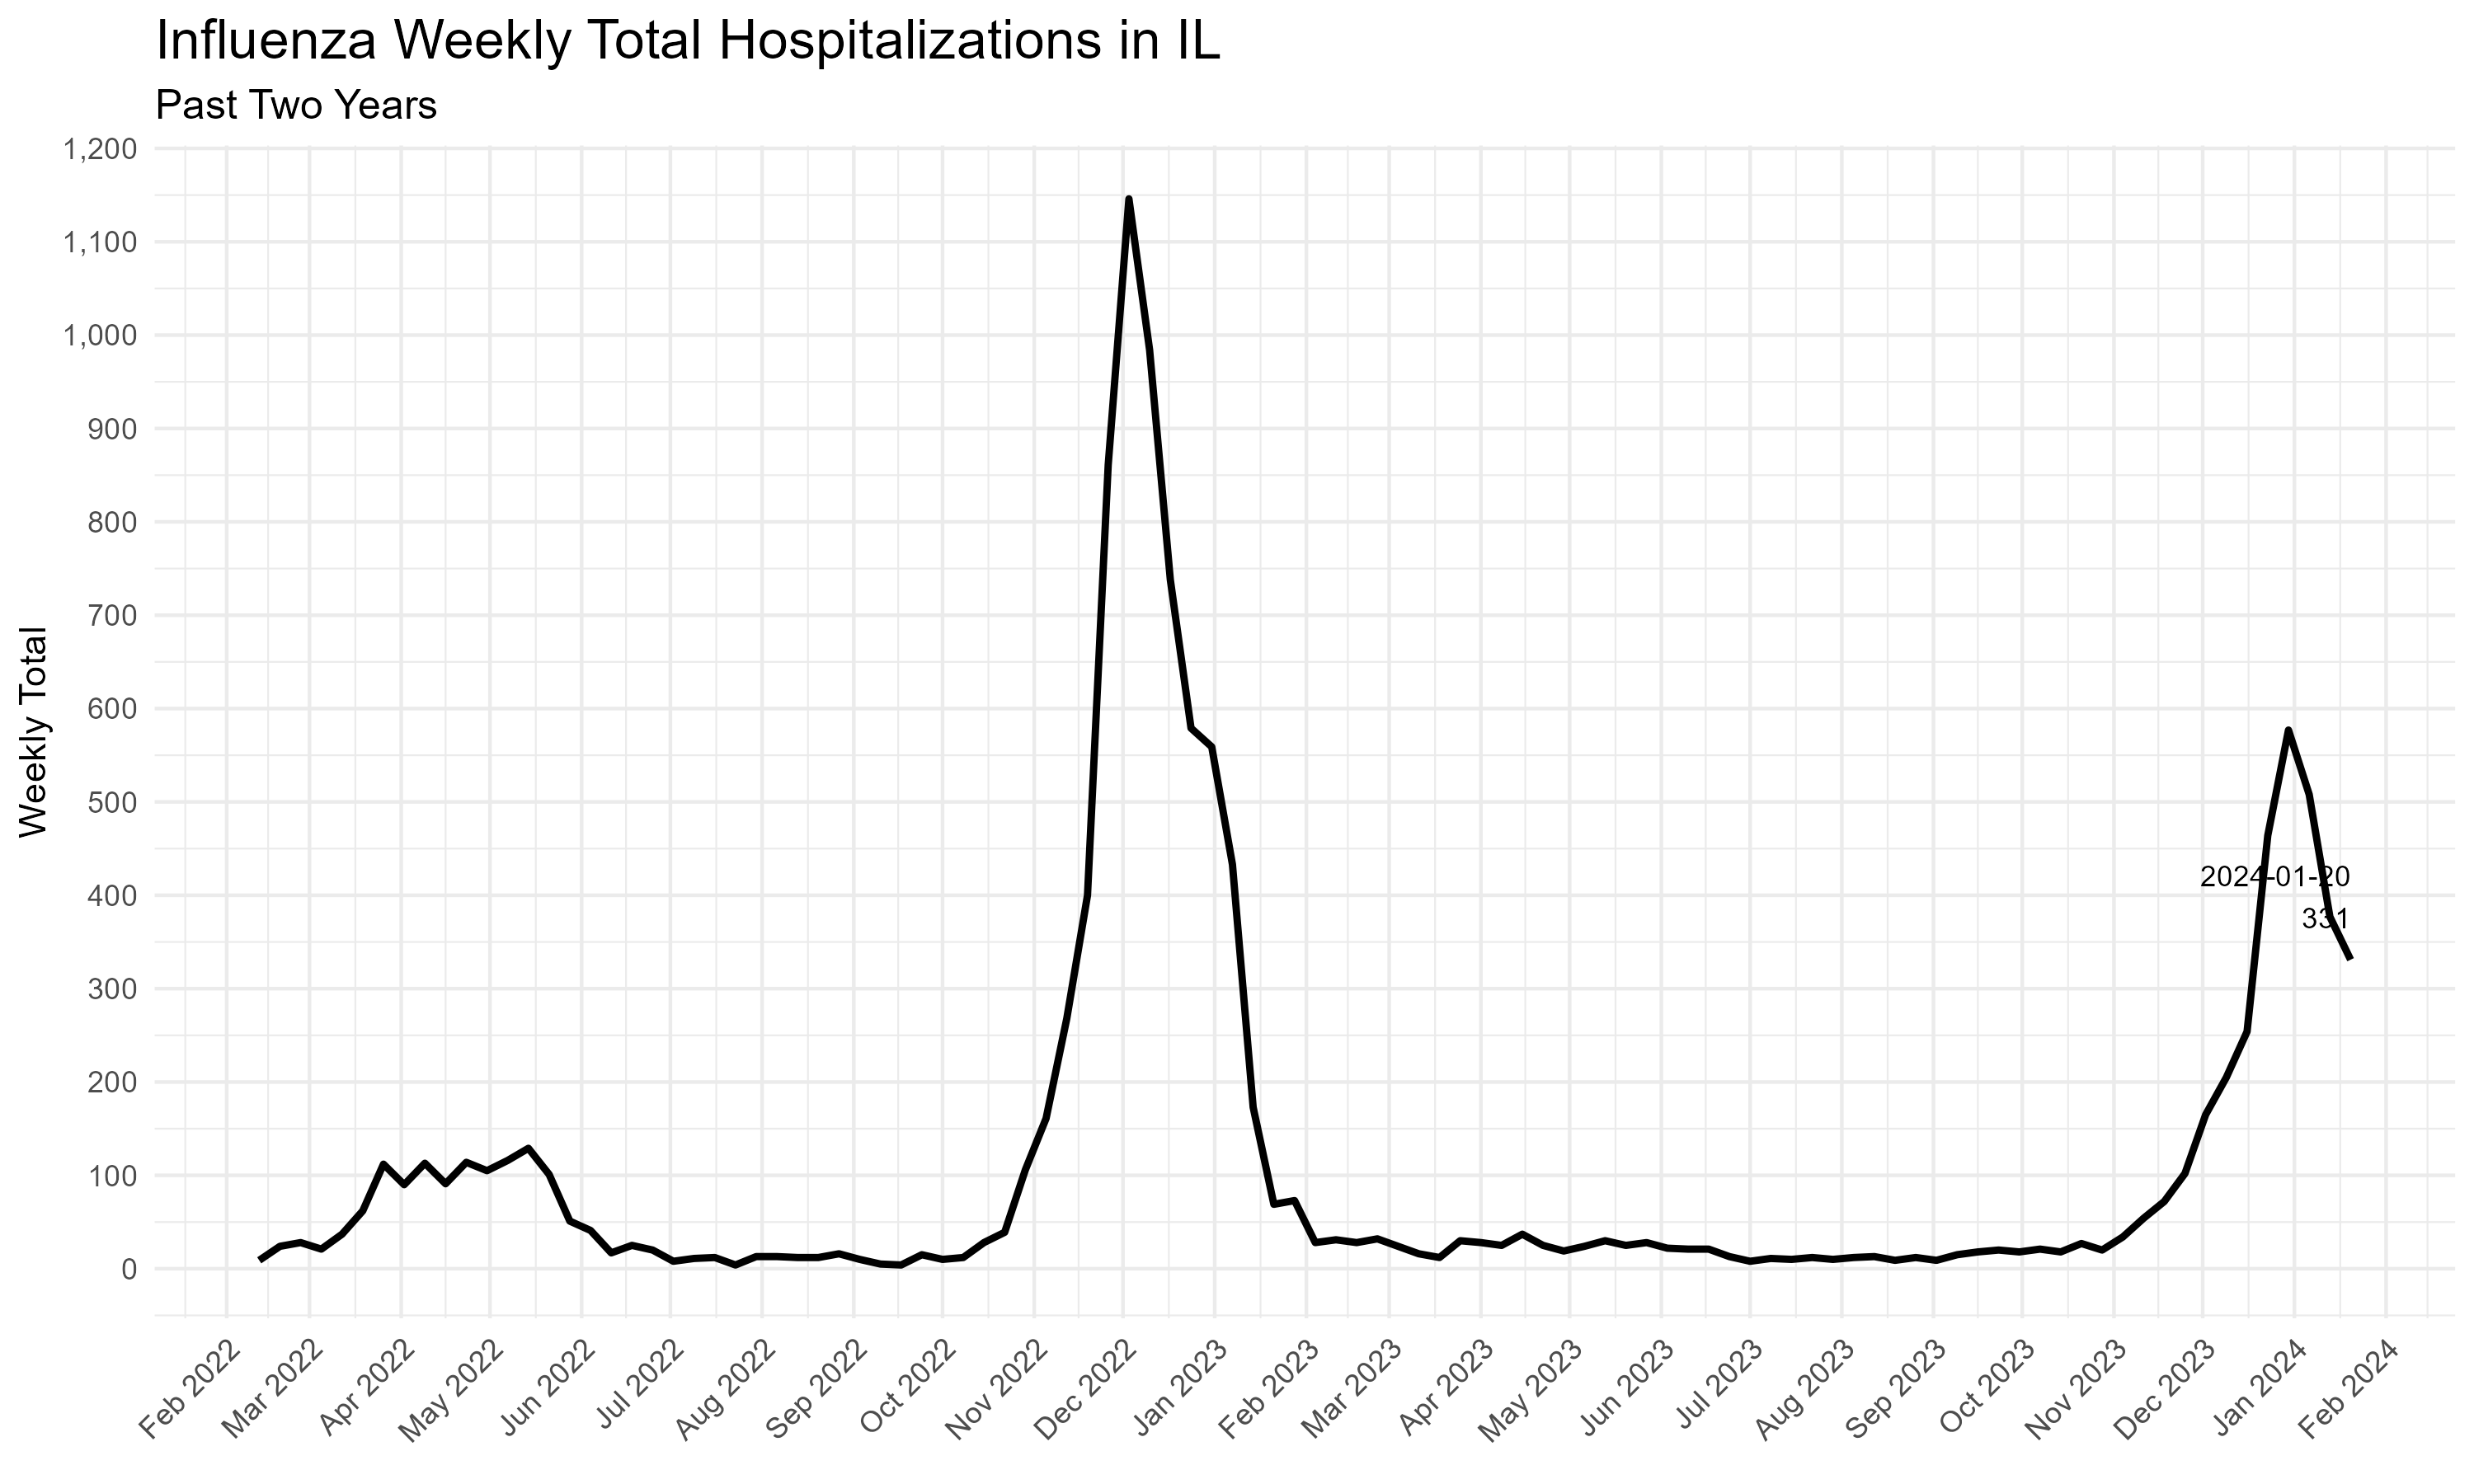 Influenza Weekly Total Hospitalizations in IL
Past Two Years
1,200
1,100
1,000
900
800
700
600
500
400
300
200
100
0
Weekly Total
2024-01-20
331
Feb 2022
Mar 2022
Apr 2022
May 2022
Jun 2022
Jul 2022
Aug 2022
Sep 2022
Oct 2022
Nov 2022
Dec 2022
Jan 2023
Feb 2023
Mar 2023
Apr 2023
May 2023
Jun 2023
Jul 2023
Aug 2023
Sep 2023
Oct 2023
Nov 2023
Dec 2023
Jan 2024
Feb 2024